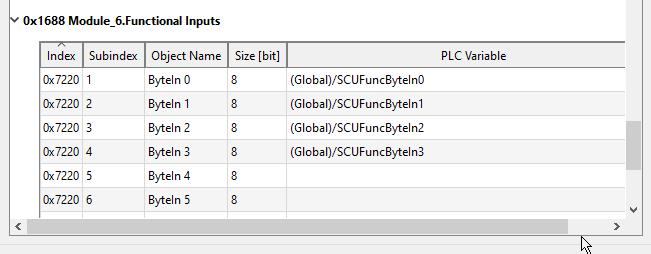 0x1688 Module_6.Functional Inputs
Index Subindex Object Name Size [bit] PLC Variable
0x7220 1 ByteIn 0 8 (Global)/SCUFuncByteIn0
0x7220 2 ByteIn 1 8 (Global)/SCUFuncByteIn1
0x7220 3 ByteIn 2 8 (Global)/SCUFuncByteIn2
0x7220 4 ByteIn 3 8 (Global)/SCUFuncByteIn3
0x7220 5 ByteIn 4 8
0x7220 6 ByteIn 5 8